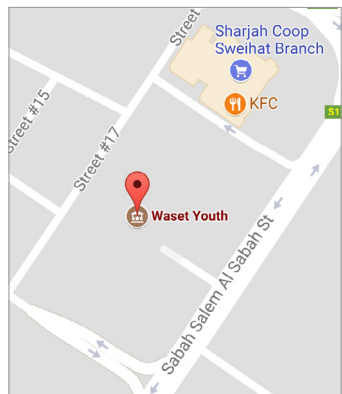 Street
Sharjah Coop
Sweihat Branch
KFC
S1
Street #15
Street #17
Waset Youth
Sabah Salem Al Sabah St